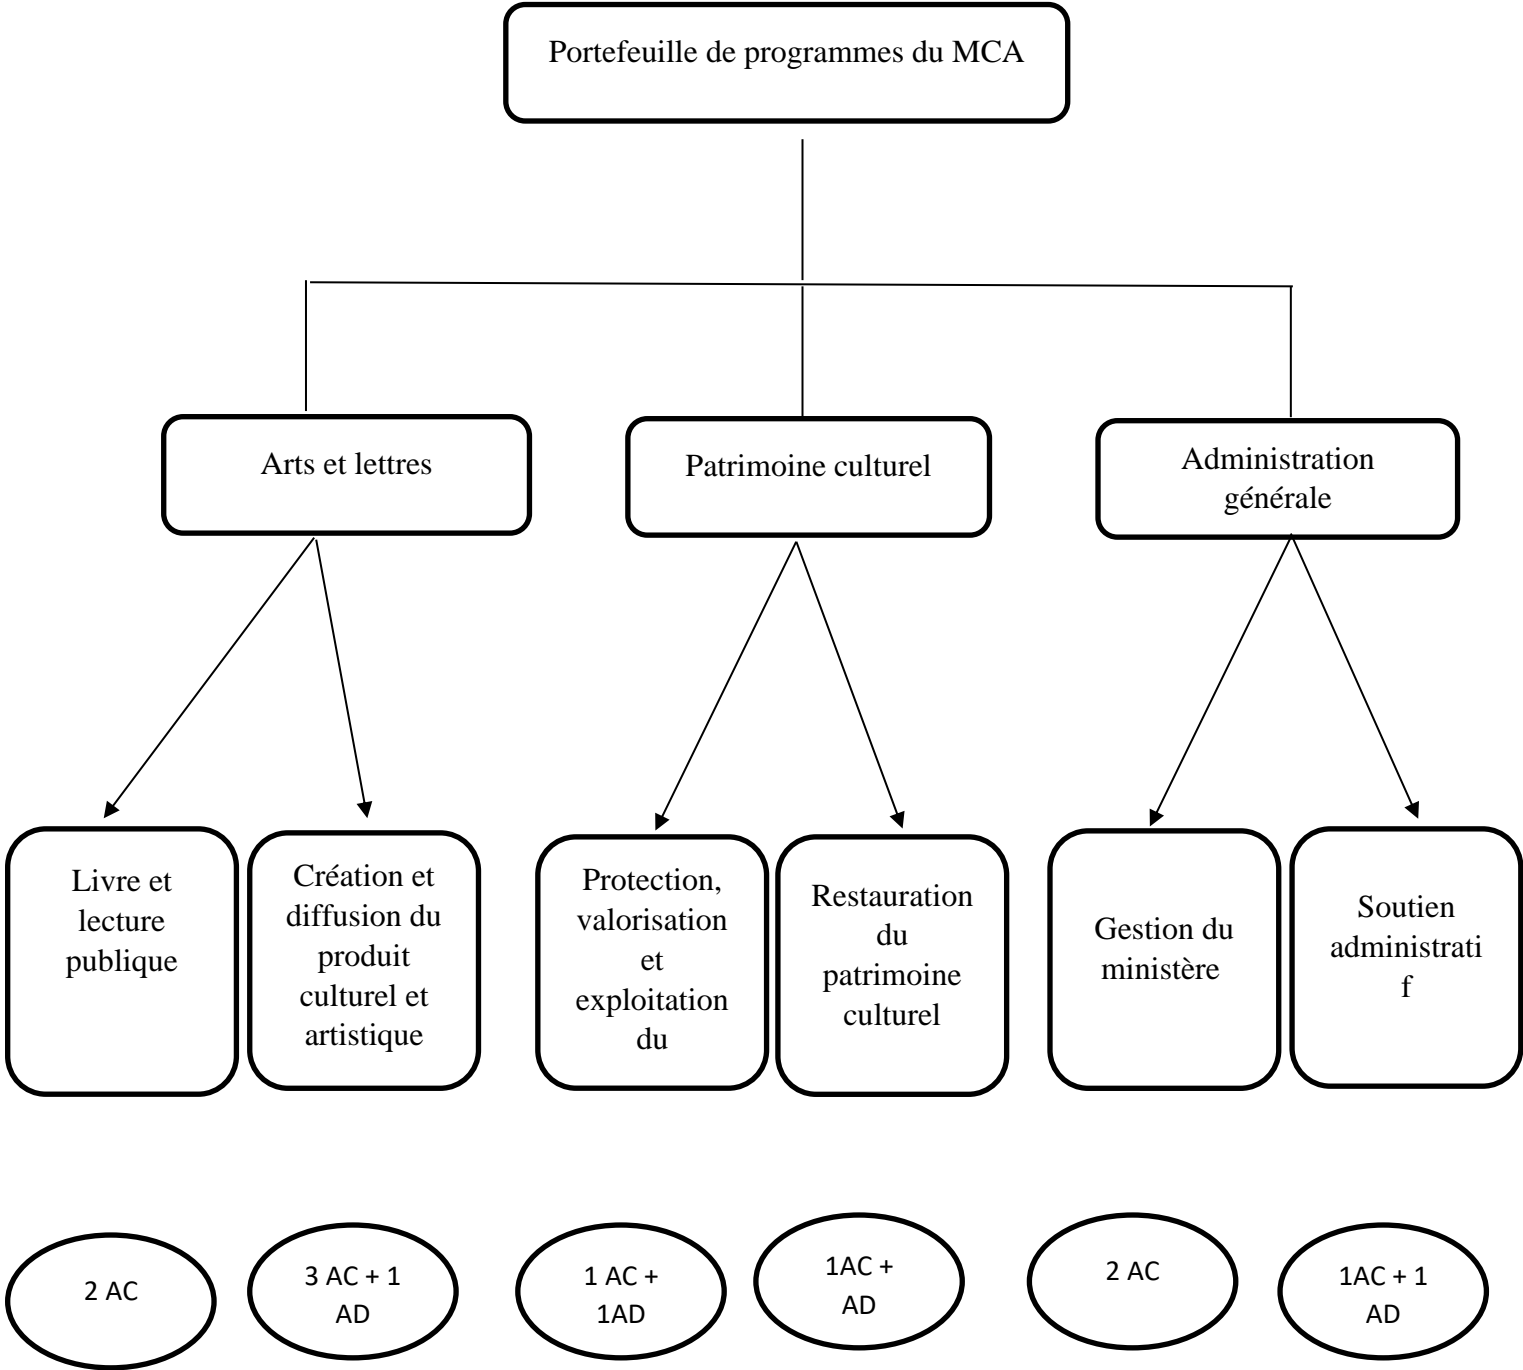 Portefeuille de programmes du MCA
Arts et lettres
Patrimoine culturel
Administration
générale
Livre et
lecture
publique
Création et
diffusion du
produit
culturel et
artistique
Protection,
valorisation
et
exploitation
du
Restauration
du
patrimoine
culturel
Gestion du
ministère
Soutien
administrati
f
2 AC
3 AC + 1
AD
1 AC +
1AD
1AC +
AD
2 AC
1AC + 1
AD